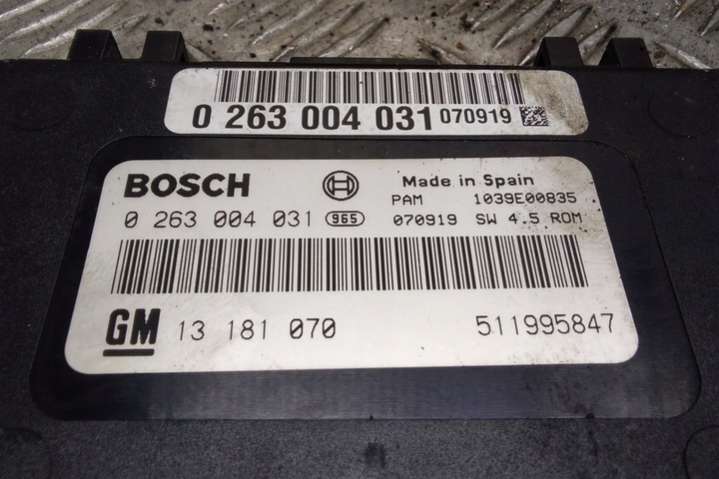 0 263 004 031 070919
BOSCH Made in Spain
PAM 1039E00835
0 263 004 031 965 070919 SW 4.5 ROM
GM 13 181 070 511995847